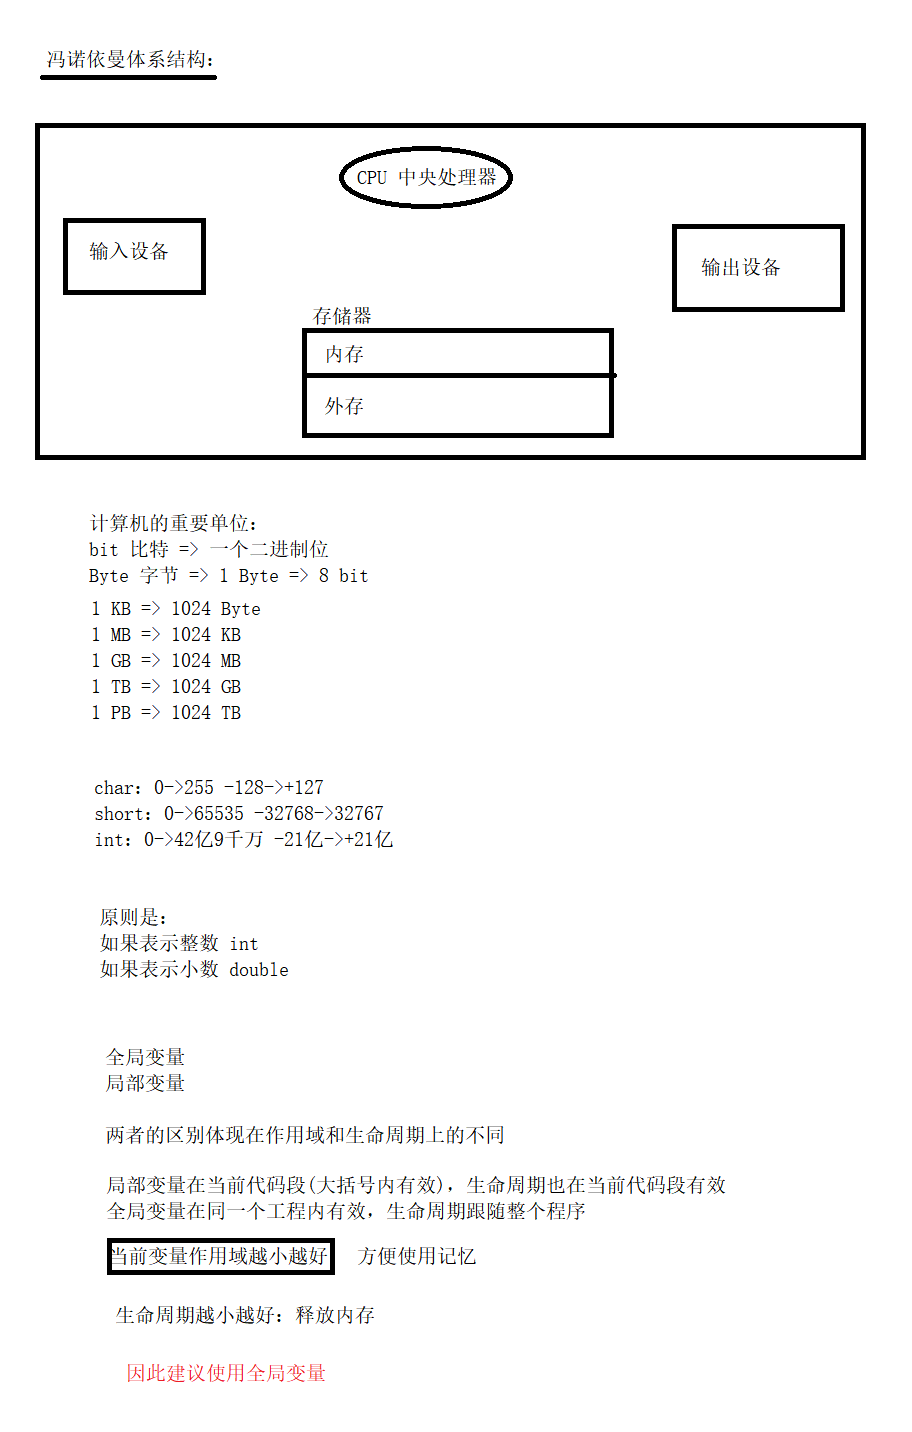 冯诺依曼体系结构:
CPU 中央处理器
输入设备
输出设备
存储器
内存
外存
计算机的重要单位:
bit 比特 => 一个二进制位
Byte 字节 => 1 Byte => 8 bit
1 KB => 1024 Byte
1 MB => 1024 KB
1 GB => 1024 MB
1 TB => 1024 GB
1 PB => 1024 TB
char: 0->255 -128->+127
short: 0->65535 -32768->32767
int: 0->42亿9千万 -21亿->+21亿
原则是:
如果表示整数 int
如果表示小数 double
全局变量
局部变量
两者的区别体现在作用域和生命周期上的不同
局部变量在当前代码段(大括号内有效), 生命周期也在当前代码段有效
全局变量在同一个工程内有效, 生命周期跟随整个程序
当前变量作用域越小越好 方便使用记忆
生命周期越小越好: 释放内存
因此建议使用全局变量